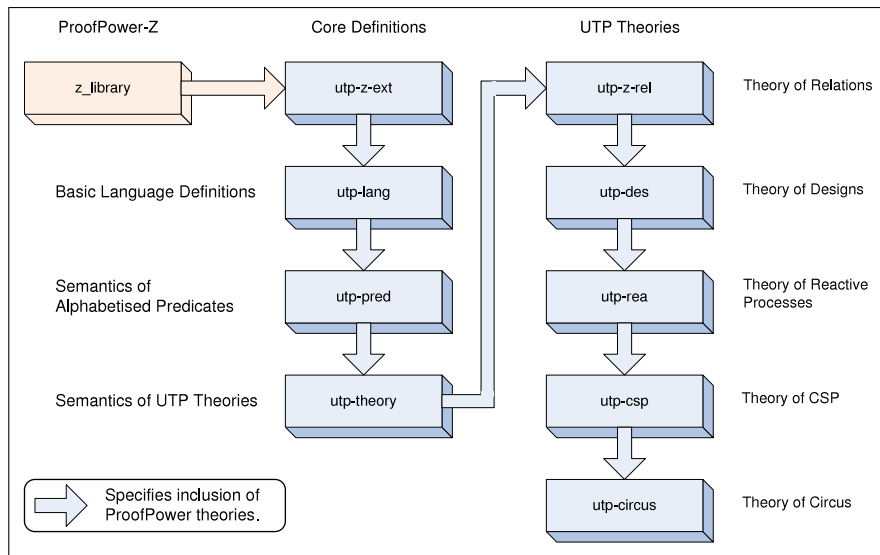 ProofPower-Z
Core Definitions
UTP Theories
z_library
utp-z-ext
utp-z-rel
Theory of Relations
Basic Language Definitions
utp-lang
utp-des
Theory of Designs
Semantics of
Alphabetised Predicates
utp-pred
utp-rea
Theory of Reactive
Processes
Semantics of UTP Theories
utp-theory
utp-csp
Theory of CSP
Specifies inclusion of
ProofPower theories.
utp-circus
Theory of Circus